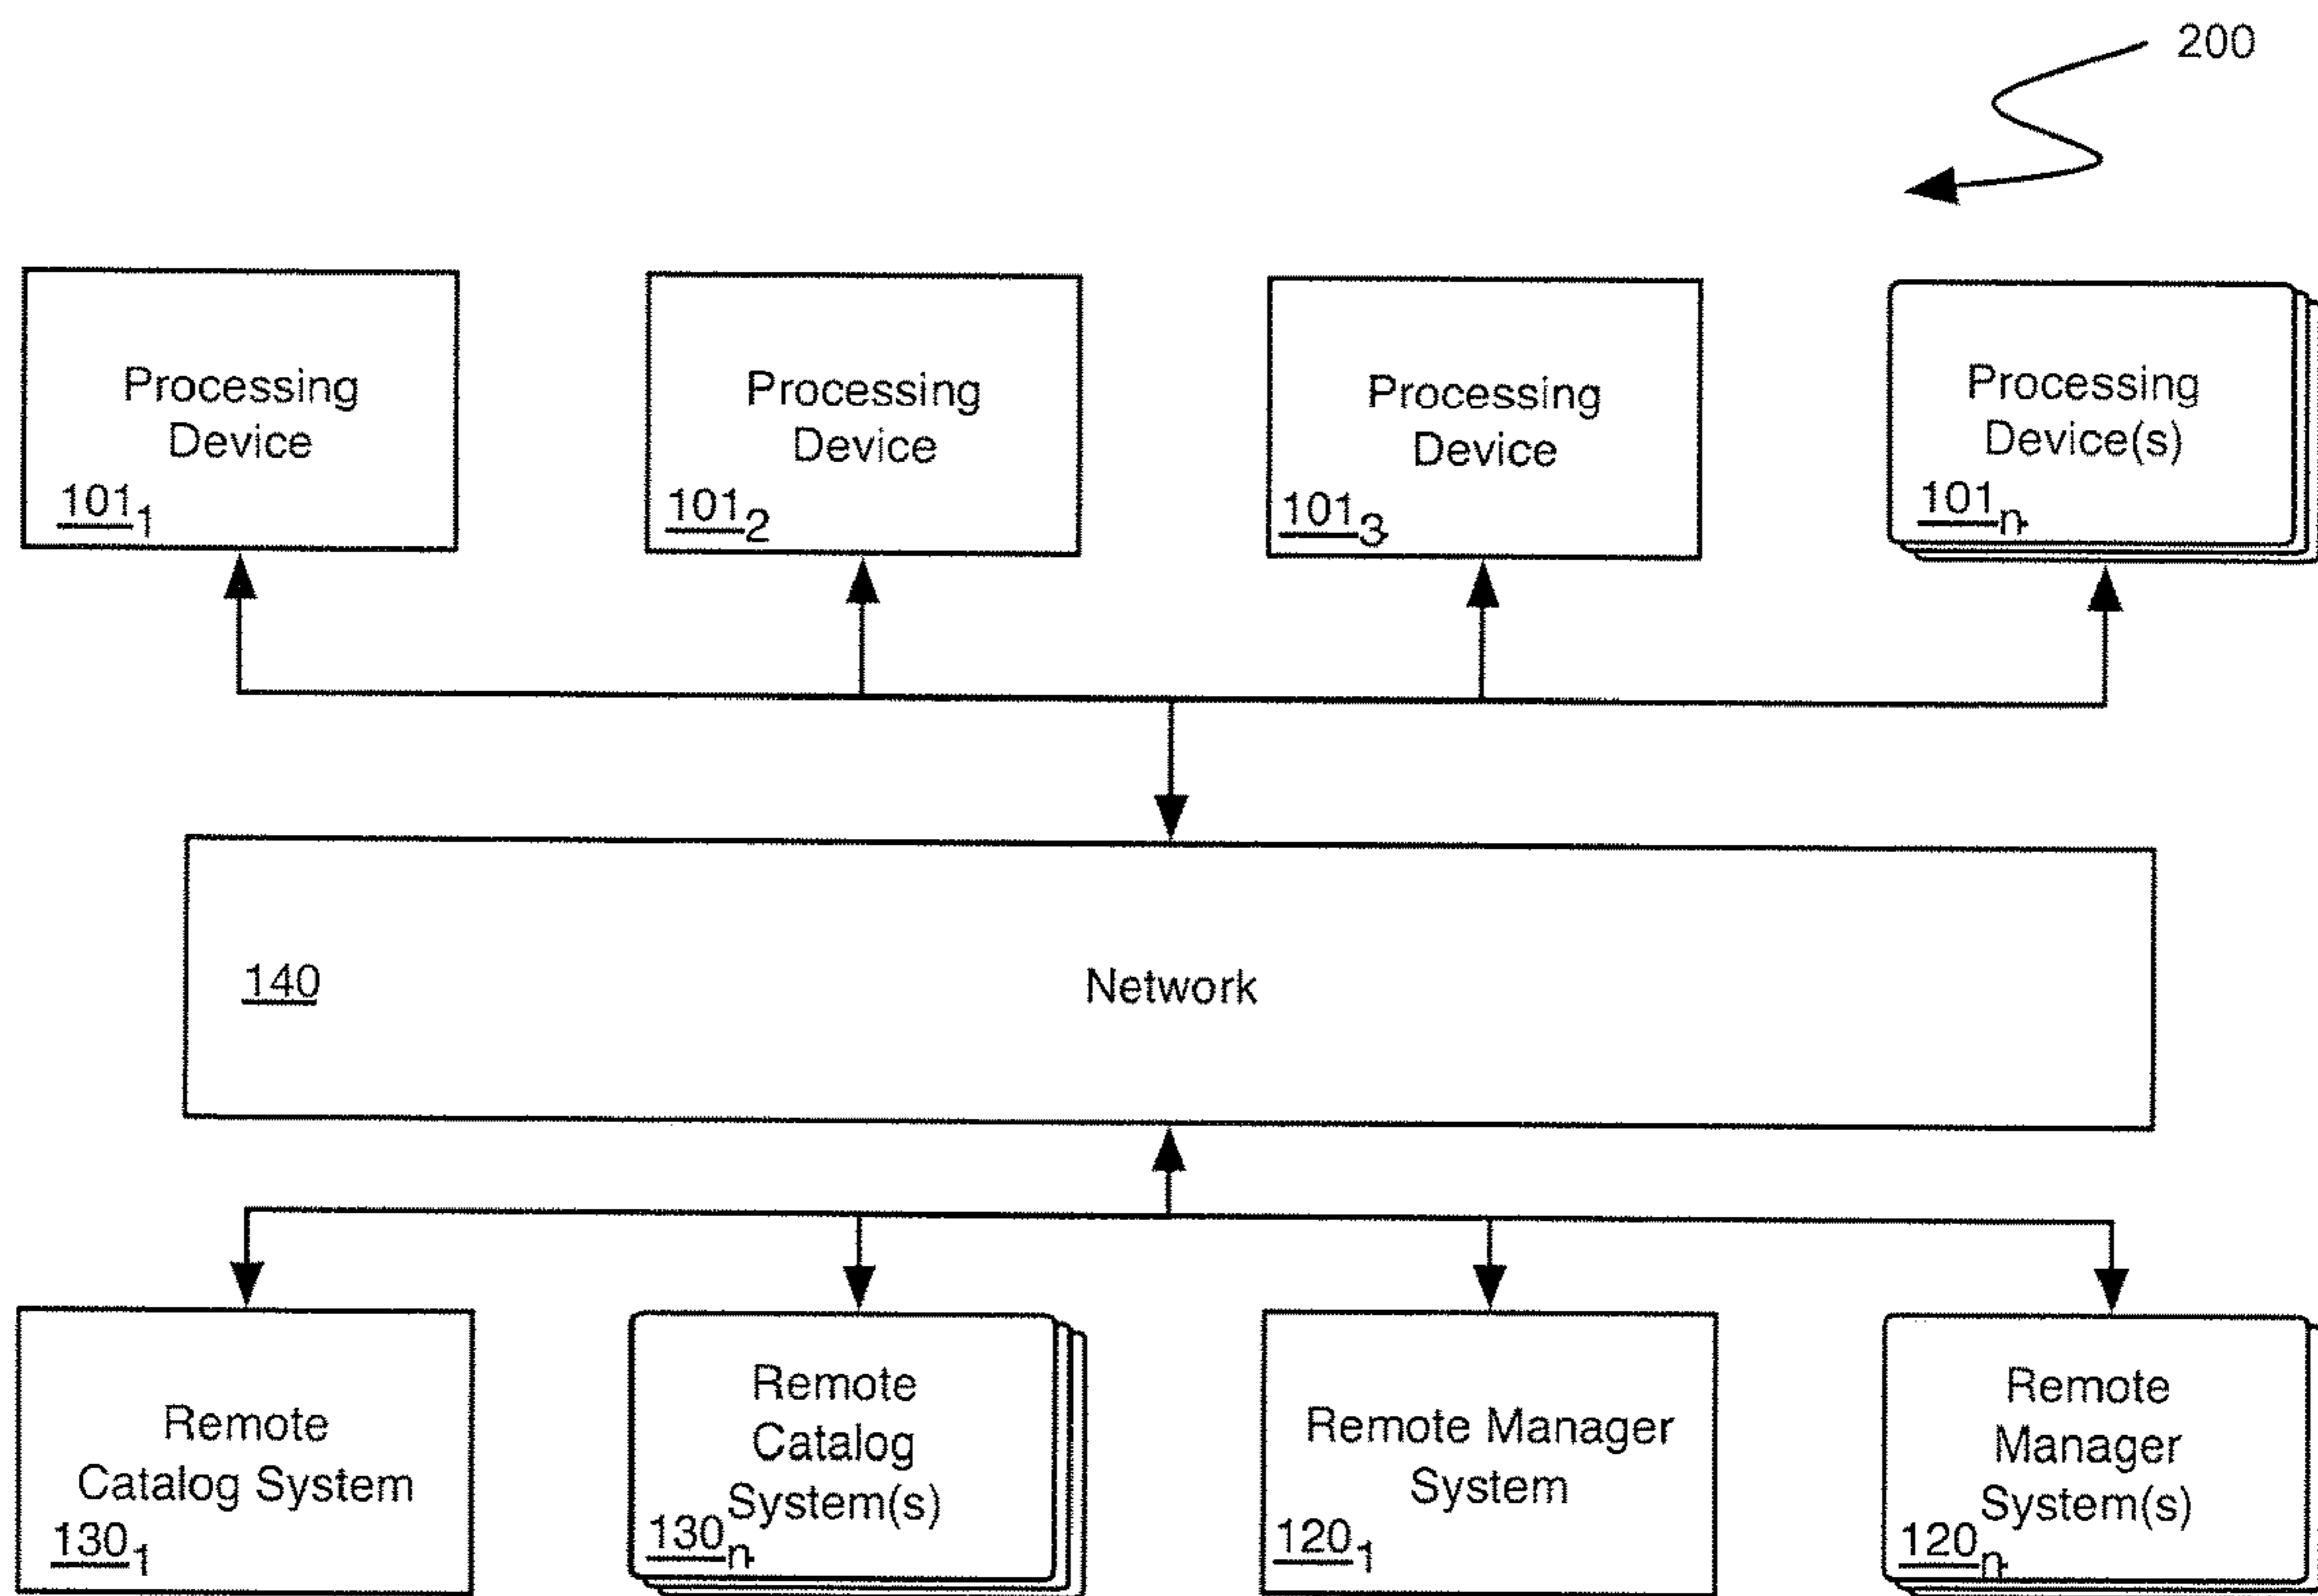 200
Processing
Device
101₁
Processing
Device
101₂
Processing
Device
101₃
Processing
Device(s)
101ₙ
140
Network
Remote
Catalog System
130₁
Remote
Catalog
System(s)
130ₙ
Remote Manager
System
120₁
Remote
Manager
System(s)
120ₙ